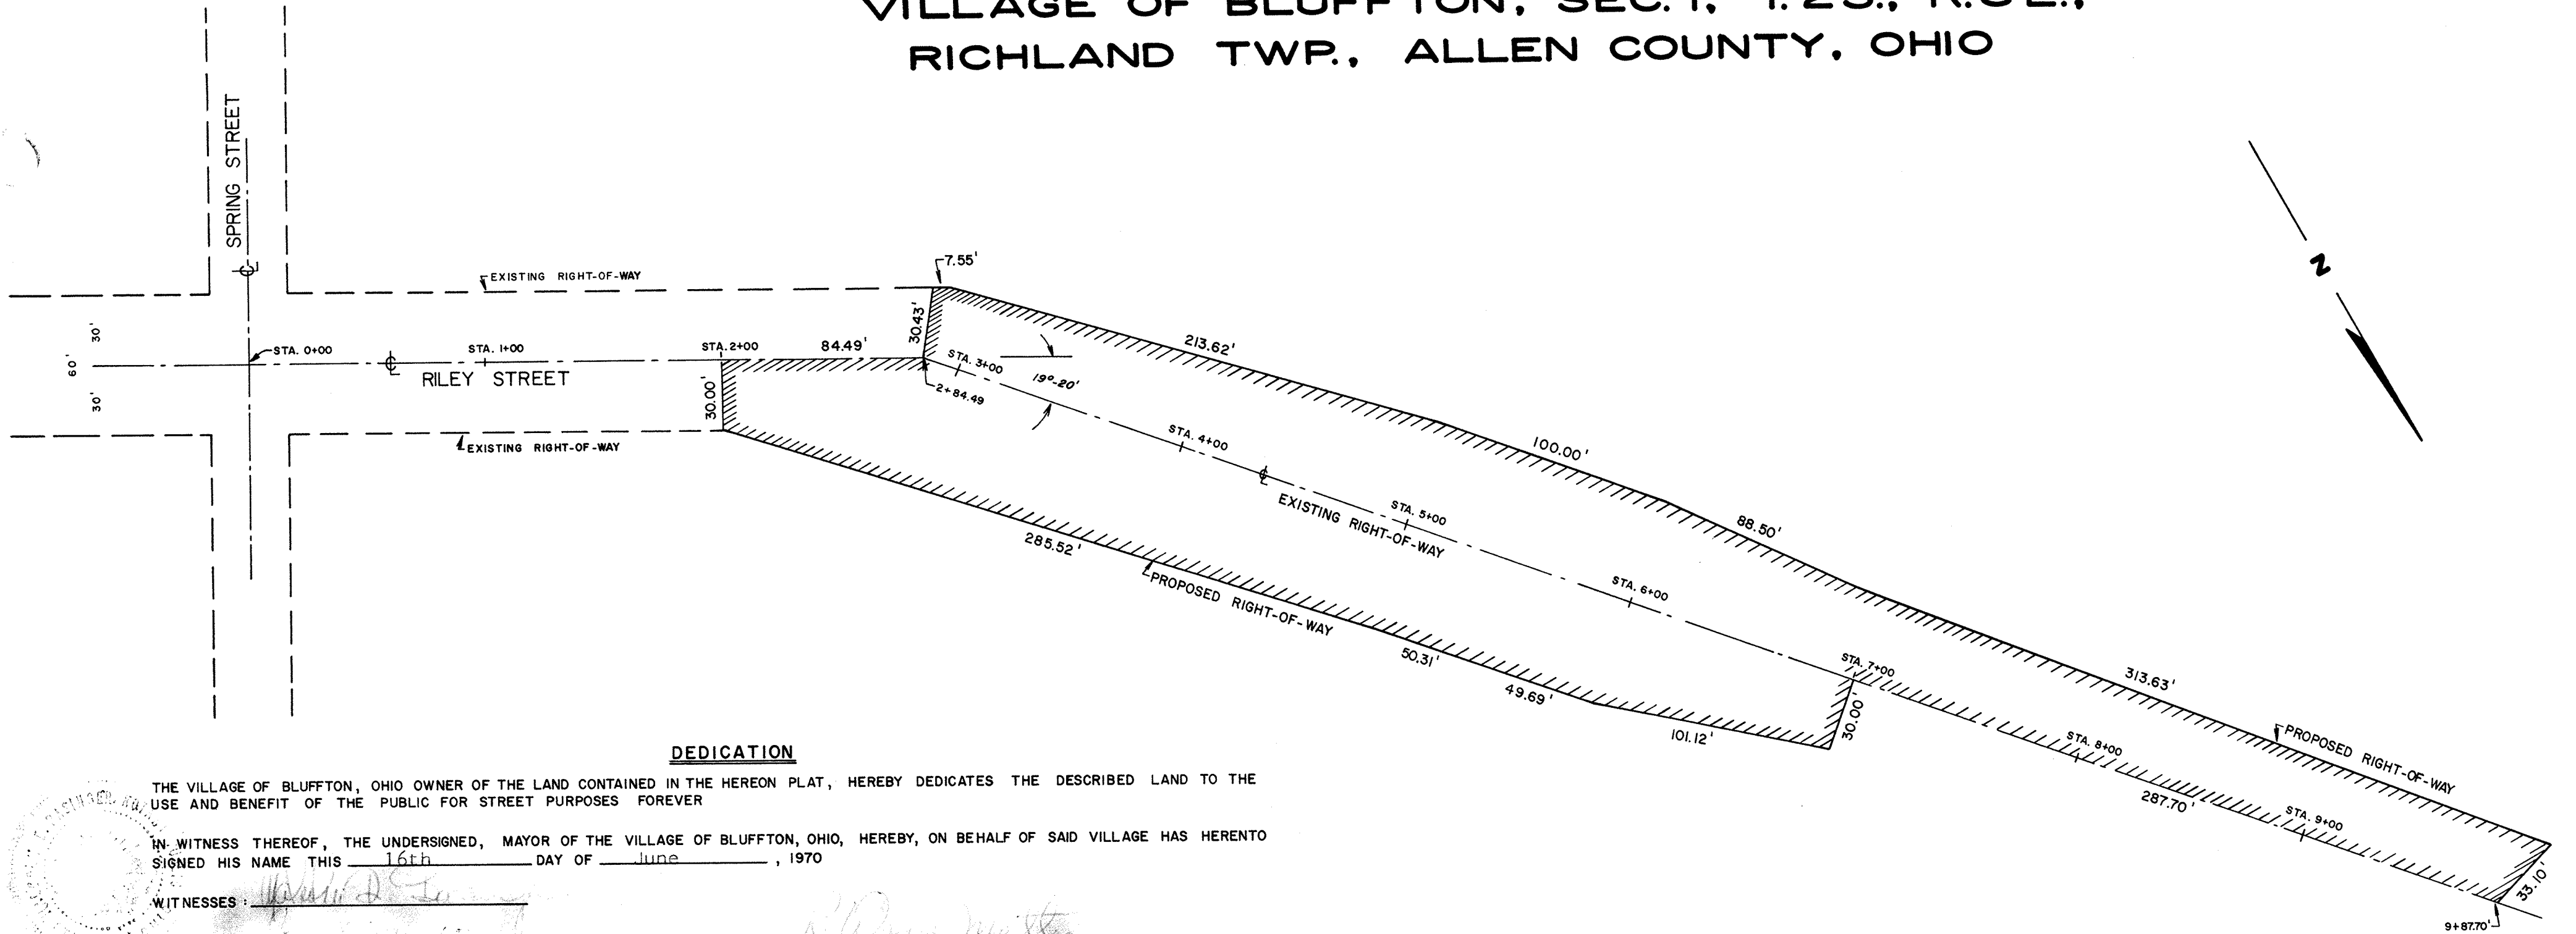 VILLAGE OF BLUFFTON, SEC. 1, T.2S., R.6E.,
RICHLAND TWP., ALLEN COUNTY, OHIO
SPRING STREET
EXISTING RIGHT-OF-WAY
7.55'
30.43'
213.62'
30'
60'
30'
STA. 0+00
STA. 1+00
RILEY STREET
STA. 2+00
84.49'
30.00'
STA. 3+00
2+84.49
19°-20'
EXISTING RIGHT-OF-WAY
STA. 4+00
100.00'
STA. 5+00
EXISTING RIGHT-OF-WAY
88.50'
285.52'
PROPOSED RIGHT-OF-WAY
STA. 6+00
50.31'
49.69'
STA. 7+00
30.00'
101.12'
313.63'
PROPOSED RIGHT-OF-WAY
STA. 8+00
287.70'
STA. 9+00
33.10'
9+87.70'
N
DEDICATION
THE VILLAGE OF BLUFFTON, OHIO OWNER OF THE LAND CONTAINED IN THE HEREON PLAT, HEREBY DEDICATES THE DESCRIBED LAND TO THE
USE AND BENEFIT OF THE PUBLIC FOR STREET PURPOSES FOREVER
IN WITNESS THEREOF, THE UNDERSIGNED, MAYOR OF THE VILLAGE OF BLUFFTON, OHIO, HEREBY, ON BEHALF OF SAID VILLAGE HAS HERENTO
SIGNED HIS NAME THIS 16th DAY OF June, 1970
WITNESSES: